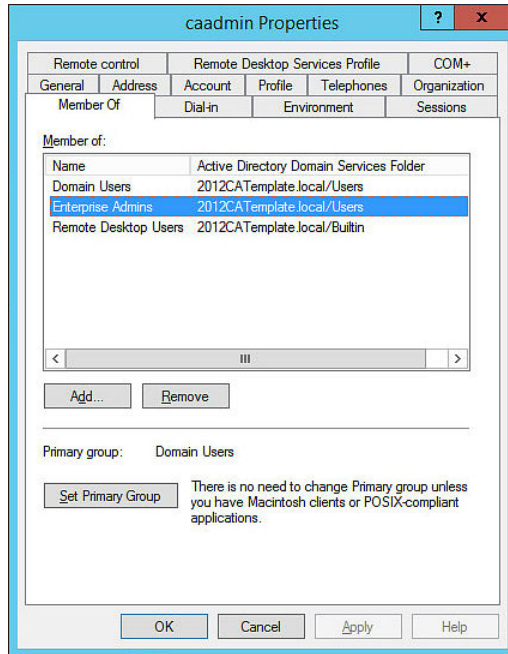 caadmin Properties
?
x
Remote control Remote Desktop Services Profile COM+
General Address Account Profile Telephones Organization
Member Of Dial-in Environment Sessions
Member of:
Name Active Directory Domain Services Folder
Domain Users 2012CATemplate.local/Users
Enterprise Admins 2012CATemplate.local/Users
Remote Desktop Users 2012CATemplate.local/Builtin
Add... Remove
Primary group: Domain Users
Set Primary Group
There is no need to change Primary group unless
you have Macintosh clients or POSIX-compliant
applications.
OK Cancel Apply Help